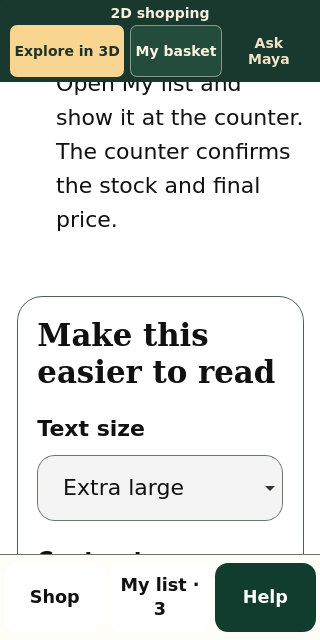 2D shopping
Explore in 3D
My basket
Ask
Maya
Open My list and
show it at the counter.
The counter confirms
the stock and final
price.
Make this
easier to read
Text size
Extra large
Shop
My list ·
3
Help